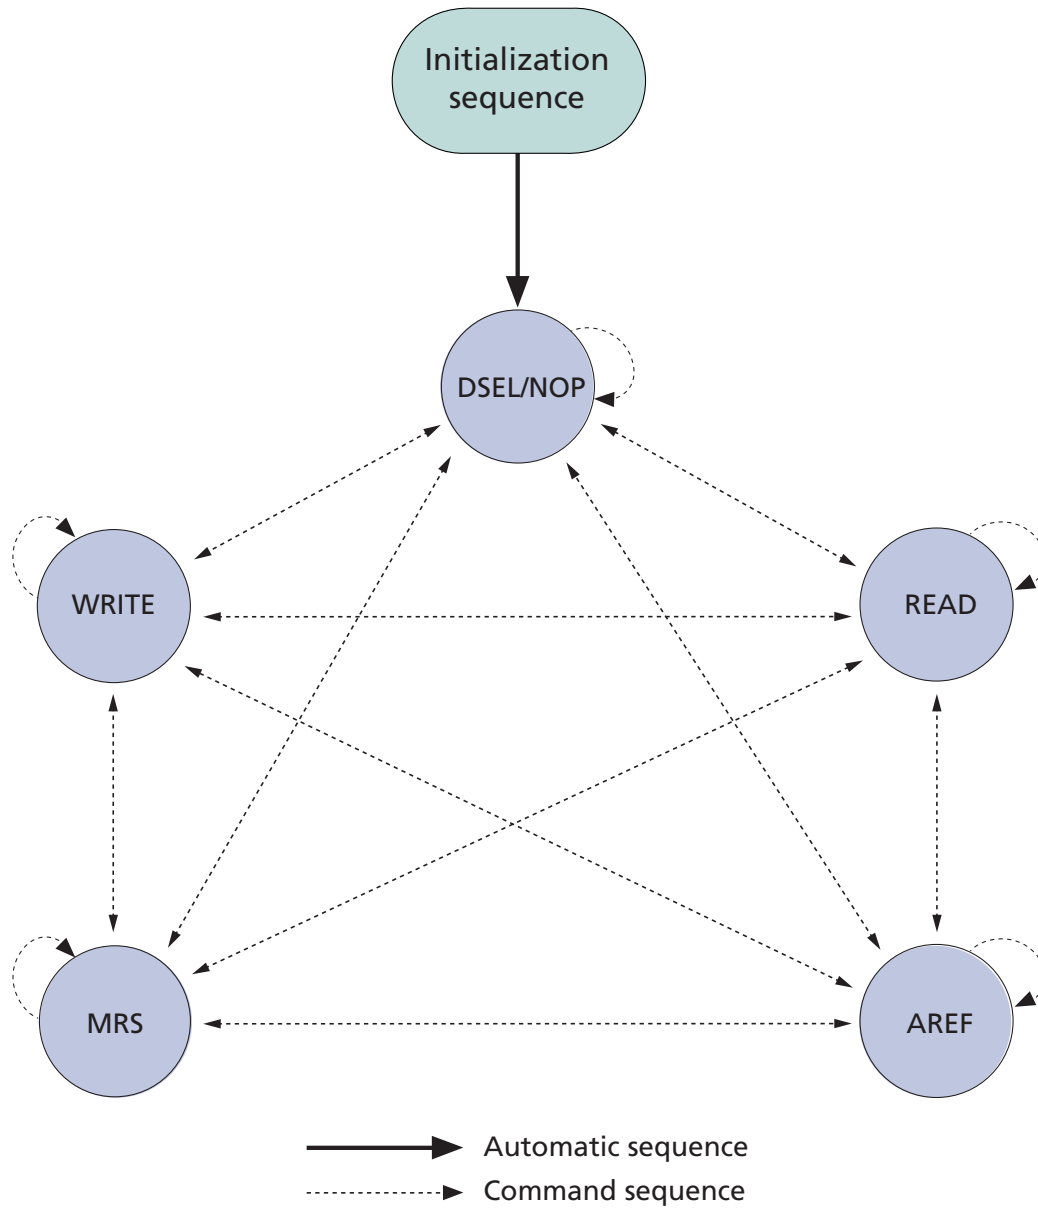 Initialization
sequence
DSEL/NOP
WRITE
READ
MRS
AREF
Automatic sequence
Command sequence